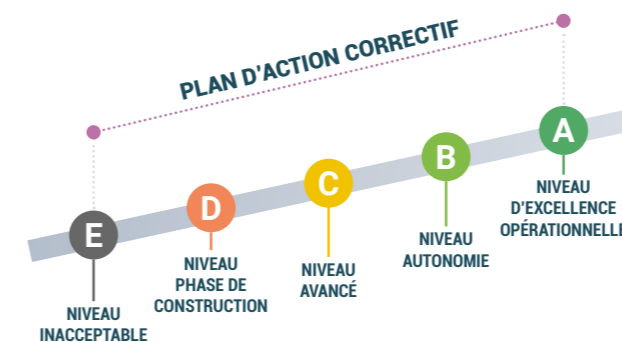 PLAN D'ACTION CORRECTIF
A
NIVEAU
D'EXCELLENCE
OPÉRATIONNELLE
B
NIVEAU
AUTONOMIE
C
NIVEAU
AVANCÉ
D
NIVEAU
PHASE DE
CONSTRUCTION
E
NIVEAU
INACCEPTABLE